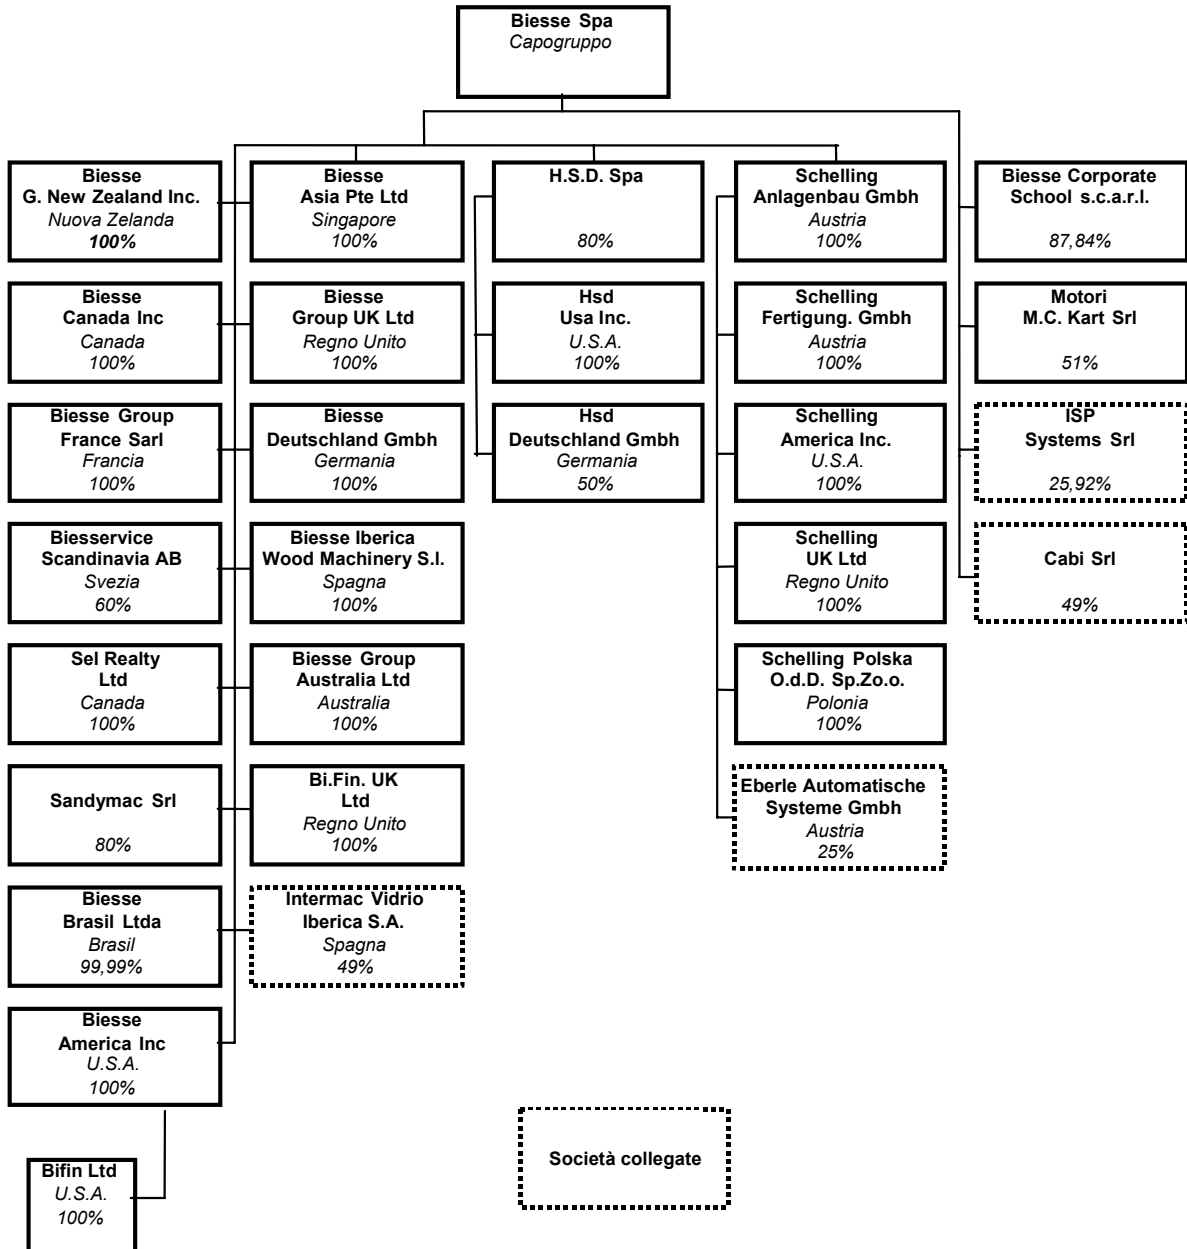 Biesse Spa
Capogruppo
Biesse
G. New Zealand Inc.
Nuova Zelanda
100%
Biesse
Asia Pte Ltd
Singapore
100%
H.S.D. Spa
80%
Schelling
Anlagenbau Gmbh
Austria
100%
Biesse Corporate
School s.c.a.r.l.
87,84%
Biesse
Canada Inc
Canada
100%
Biesse
Group UK Ltd
Regno Unito
100%
Hsd
Usa Inc.
U.S.A.
100%
Schelling
Fertigung. Gmbh
Austria
100%
Motori
M.C. Kart Srl
51%
Biesse Group
France Sarl
Francia
100%
Biesse
Deutschland Gmbh
Germania
100%
Hsd
Deutschland Gmbh
Germania
50%
Schelling
America Inc.
U.S.A.
100%
ISP
Systems Srl
25,92%
Biesservice
Scandinavia AB
Svezia
60%
Biesse Iberica
Wood Machinery S.l.
Spagna
100%
Schelling
UK Ltd
Regno Unito
100%
Cabi Srl
49%
Sel Realty
Ltd
Canada
100%
Biesse Group
Australia Ltd
Australia
100%
Schelling Polska
O.d.D. Sp.Zo.o.
Polonia
100%
Sandymac Srl
80%
Bi.Fin. UK
Ltd
Regno Unito
100%
Eberle Automatische
Systeme Gmbh
Austria
25%
Biesse
Brasil Ltda
Brasil
99,99%
Intermac Vidrio
Iberica S.A.
Spagna
49%
Biesse
America Inc
U.S.A.
100%
Società collegate
Bifin Ltd
U.S.A.
100%